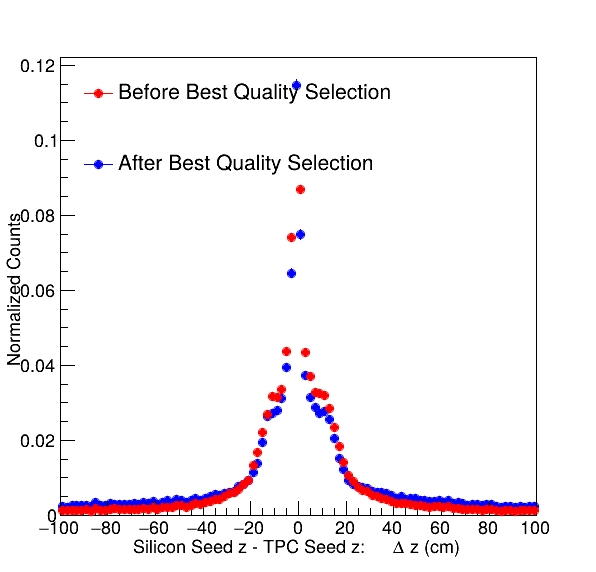 0.12
Before Best Quality Selection
0.1
After Best Quality Selection
0.08
0.06
0.04
0.02
0
Normalized Counts
−100 −80 −60 −40 −20 0 20 40 60 80 100
Silicon Seed z - TPC Seed z: Δ z (cm)